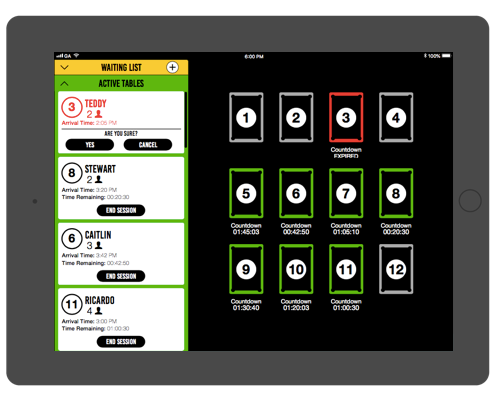 GA 6:00 PM 100%
WAITING LIST +
ACTIVE TABLES
3 TEDDY
2
Arrival Time: 2:05 PM
ARE YOU SURE?
YES CANCEL
8 STEWART
2
Arrival Time: 3:20 PM
Time Remaining: 00:20:30
END SESSION
6 CAITLIN
3
Arrival Time: 3:42 PM
Time Remaining: 00:42:50
END SESSION
11 RICARDO
4
Arrival Time: 3:00 PM
Time Remaining: 01:00:30
END SESSION
1 2 3 4
Countdown
EXPIRED
5 6 7 8
Countdown Countdown Countdown Countdown
01:45:03 00:42:50 01:05:10 00:20:30
9 10 11 12
Countdown Countdown Countdown
01:30:40 01:20:03 01:00:30